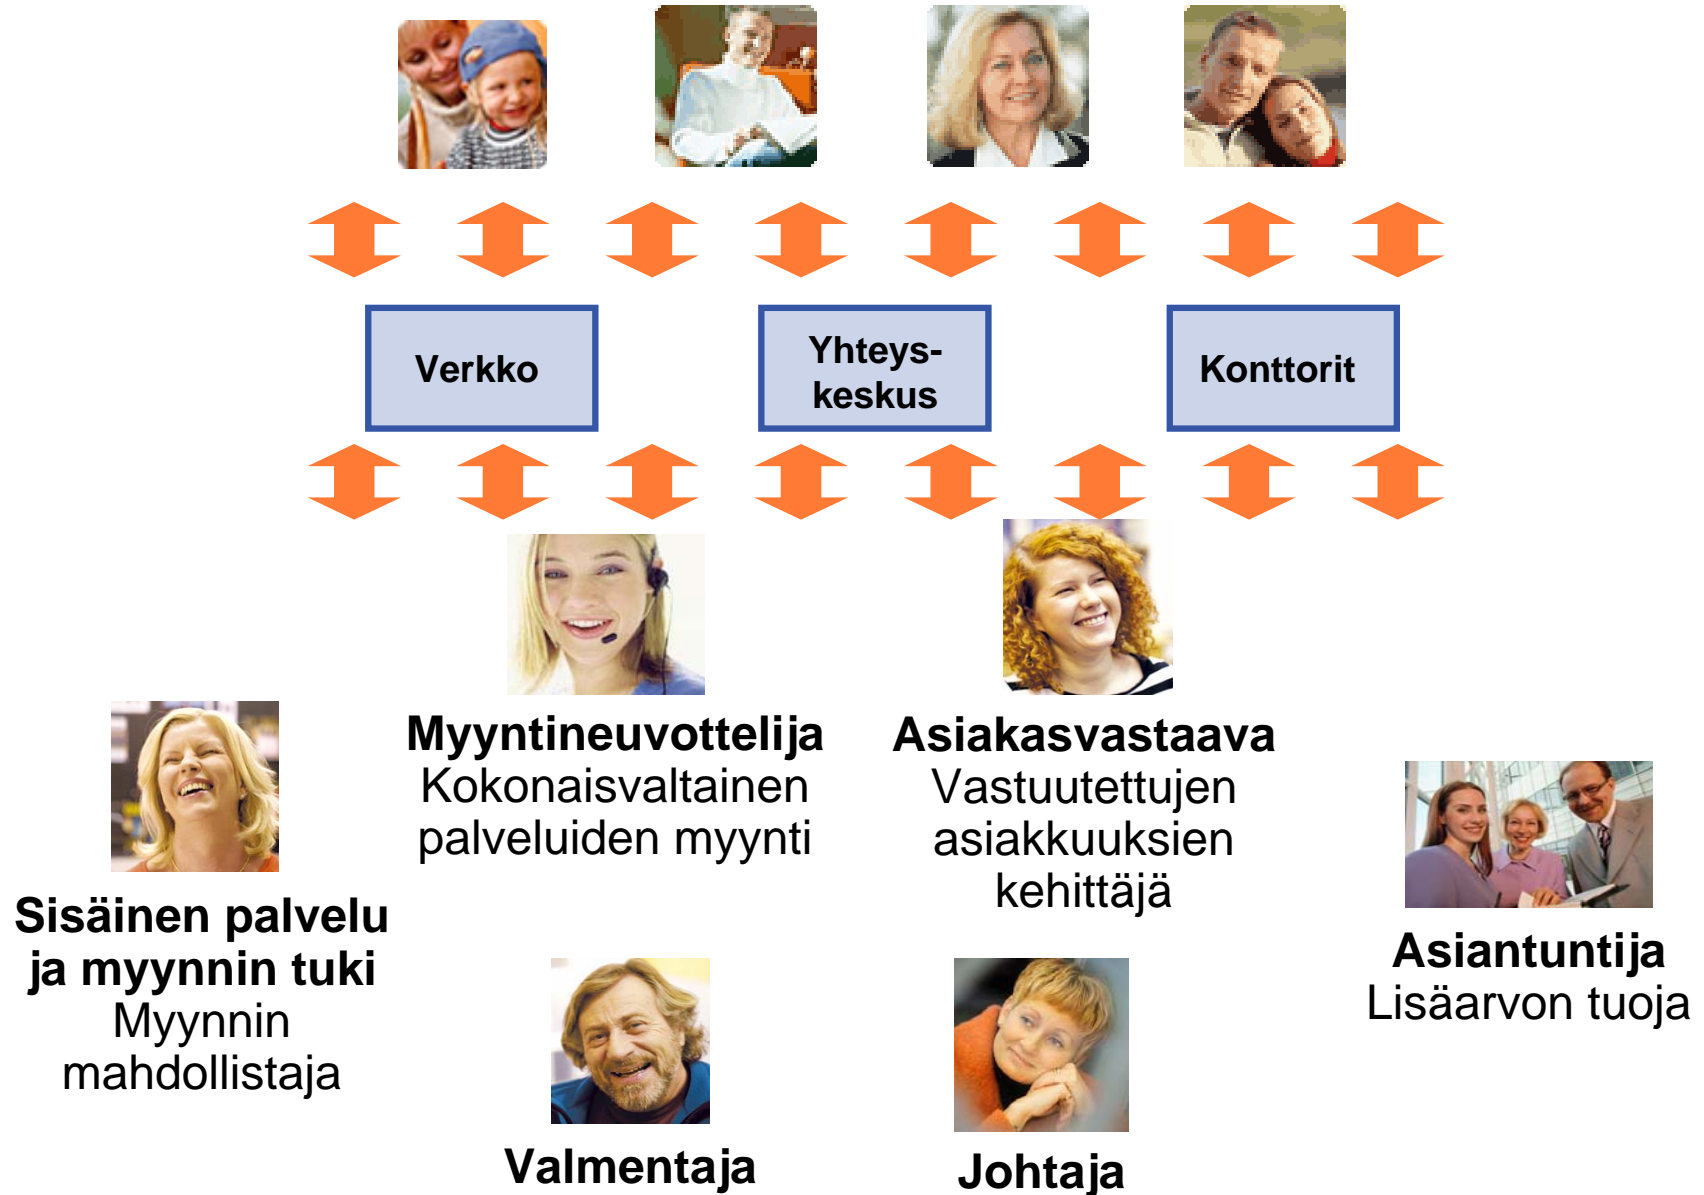 Verkko
Yhteys-
keskus
Konttorit
Myyntineuvottelija
Kokonaisvaltainen
palveluiden myynti
Asiakasvastaava
Vastuutettujen
asiakkuuksien
kehittäjä
Sisäinen palvelu
ja myynnin tuki
Myynnin
mahdollistaja
Asiantuntija
Lisäarvon tuoja
Valmentaja
Johtaja